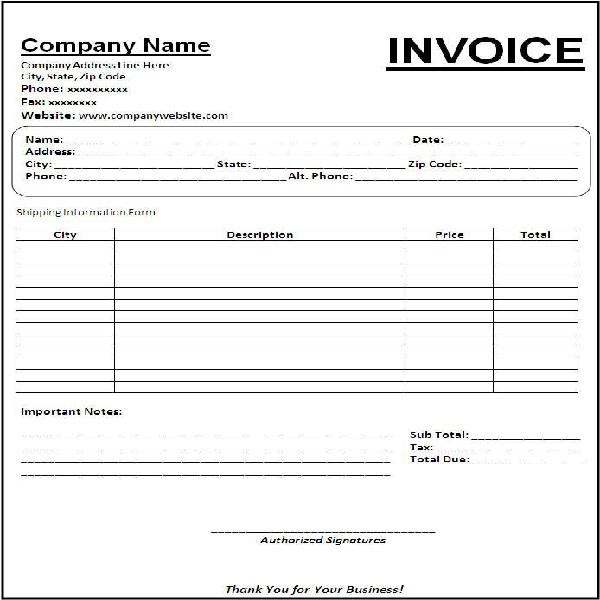 Company Name
INVOICE
Company Address Line Here
City, State, Zip Code
Phone: xxxxxxxxxx
Fax: xxxxxxxx
Website: www.companywebsite.com
Name: Date:
Address:
City: State: Zip Code:
Phone: Alt. Phone:
Shipping Information Form
City Description Price Total
Important Notes:
Sub Total:
Tax:
Total Due:
Authorized Signatures
Thank You for Your Business!